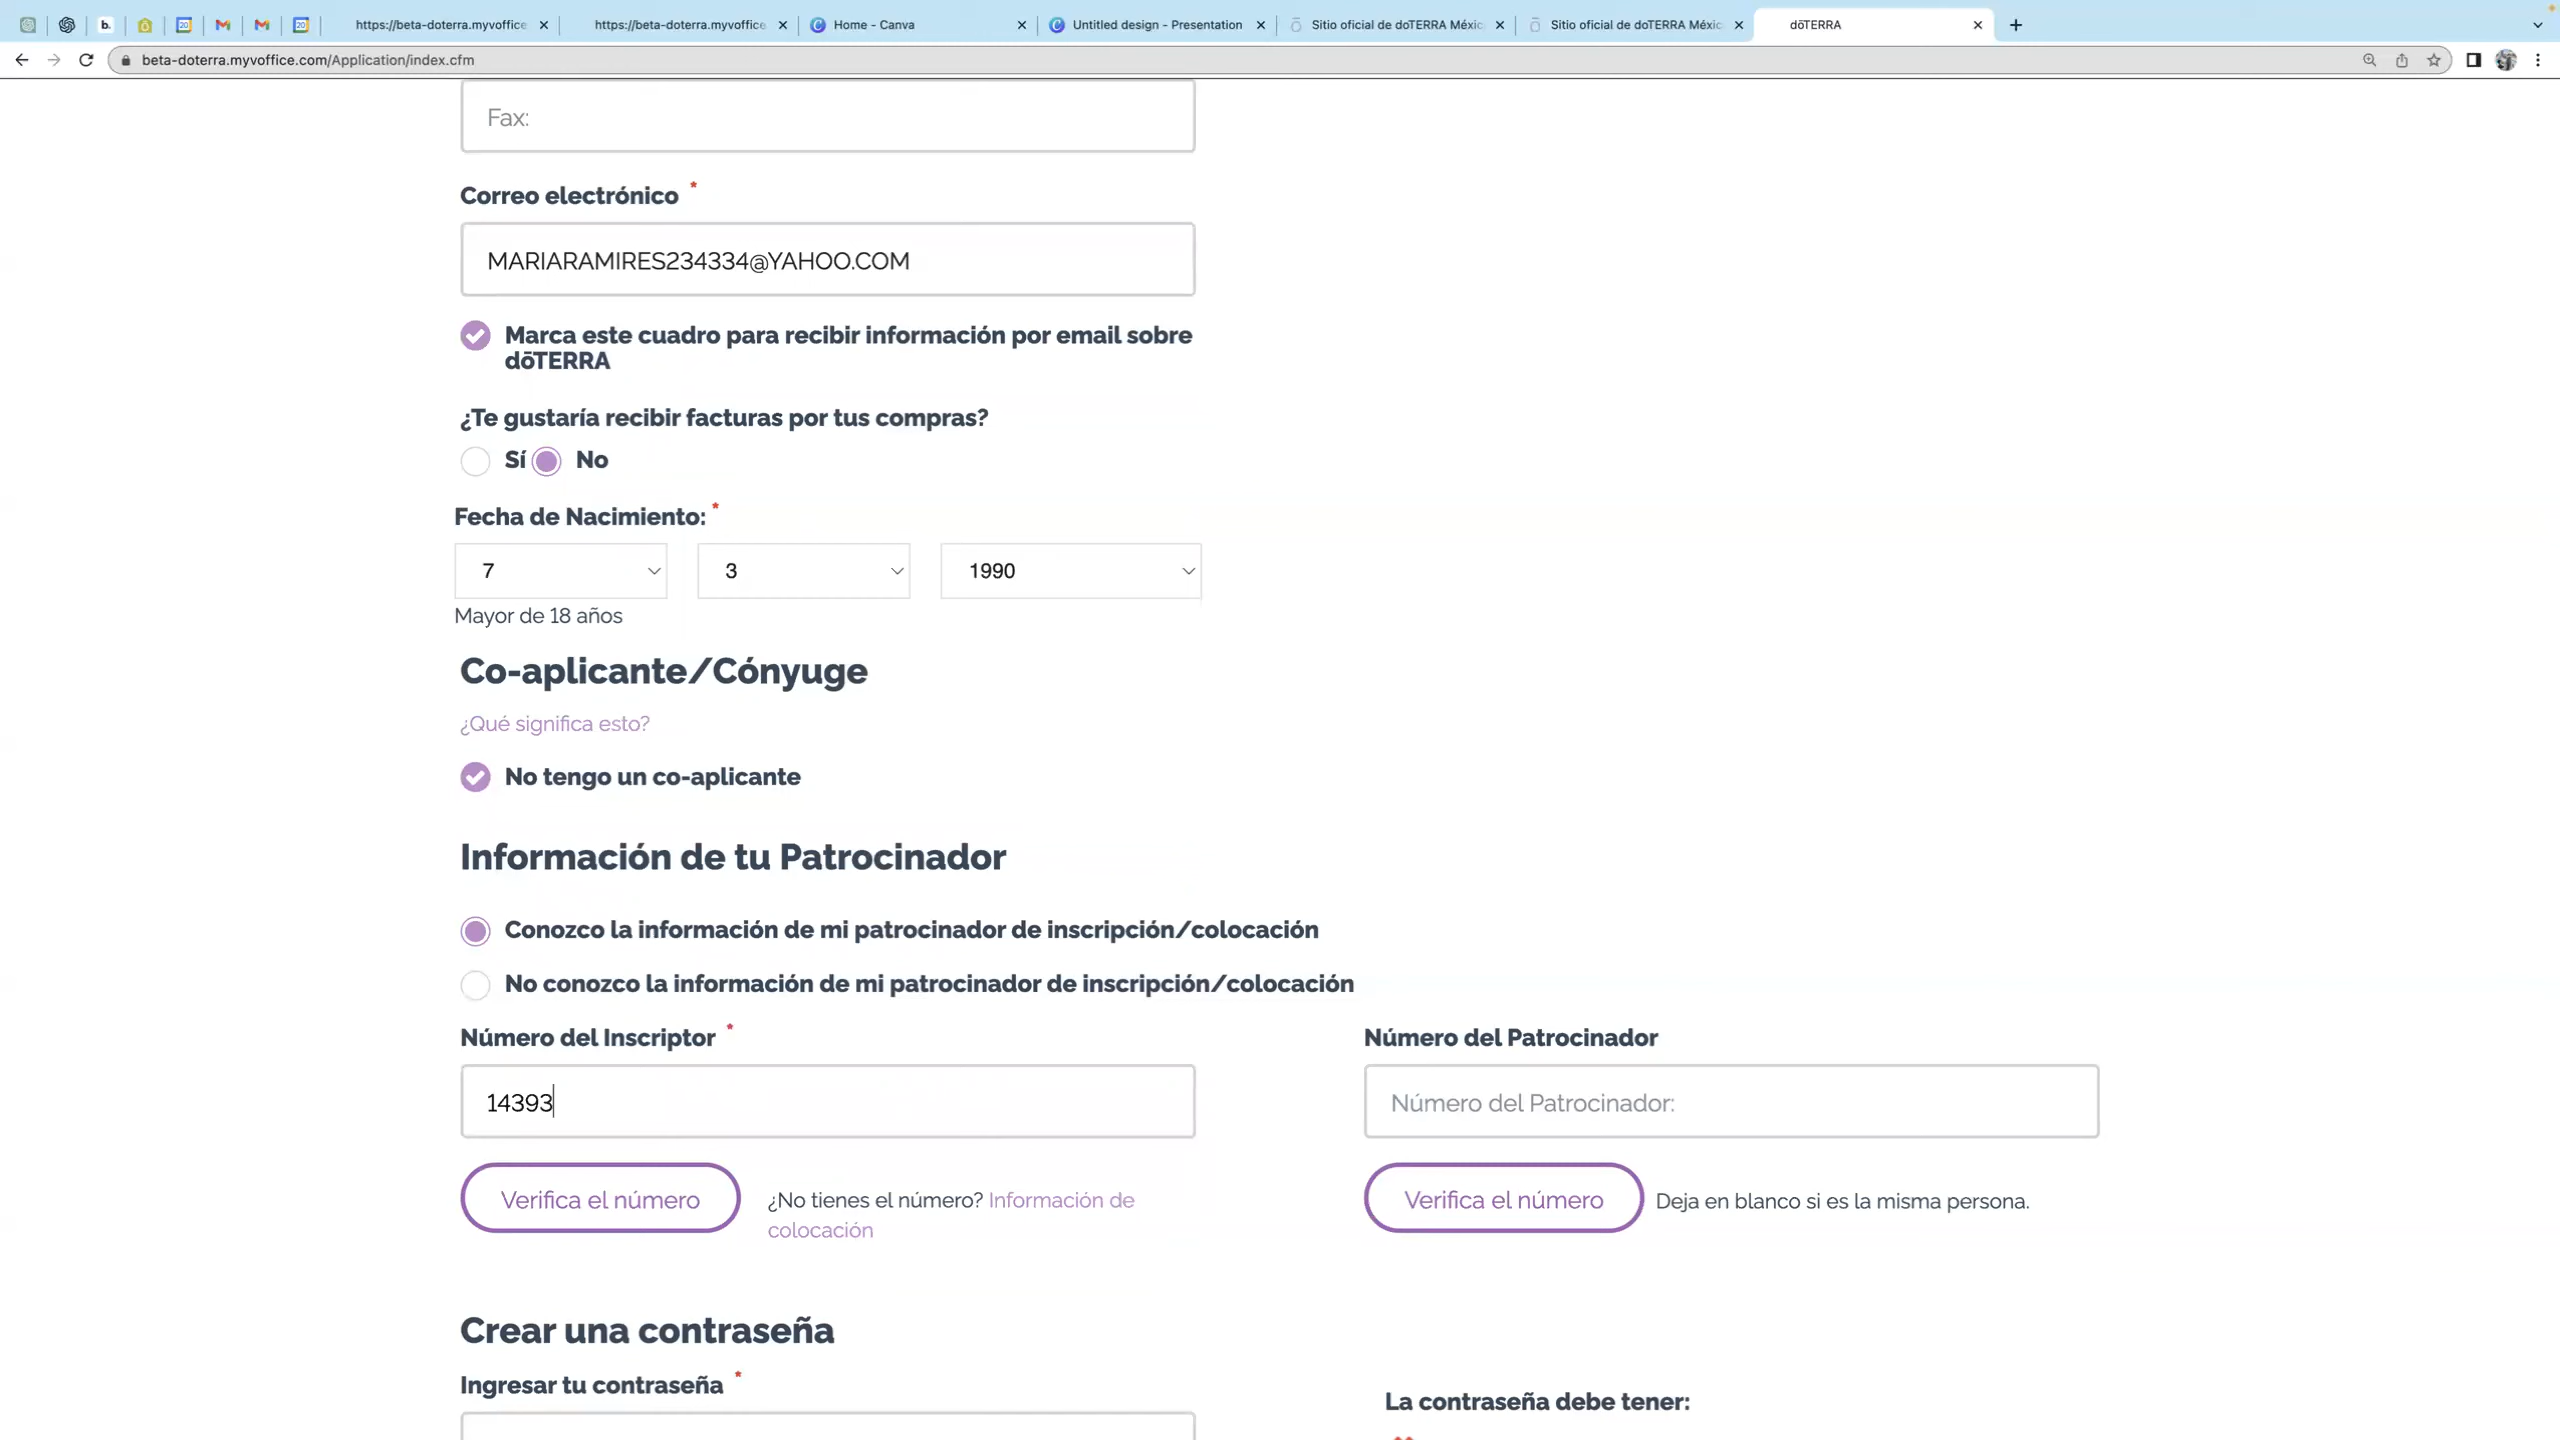 b.
20
20
https://beta-doterra.myvoffice
https://beta-doterra.myvoffice
Home - Canva
Untitled design - Presentation
Sitio oficial de doTERRA Méxic
Sitio oficial de doTERRA Méxic
dōTERRA
beta-doterra.myvoffice.com/Application/index.cfm
Fax:
Correo electrónico *
MARIARAMIRES234334@YAHOO.COM
Marca este cuadro para recibir información por email sobre
dōTERRA
¿Te gustaría recibir facturas por tus compras?
Sí No
Fecha de Nacimiento: *
7 3 1990
Mayor de 18 años
Co-aplicante/Cónyuge
¿Qué significa esto?
No tengo un co-aplicante
Información de tu Patrocinador
Conozco la información de mi patrocinador de inscripción/colocación
No conozco la información de mi patrocinador de inscripción/colocación
Número del Inscriptor *
Número del Patrocinador
14393
Número del Patrocinador:
Verifica el número
¿No tienes el número? Información de
colocación
Verifica el número
Deja en blanco si es la misma persona.
Crear una contraseña
Ingresar tu contraseña *
La contraseña debe tener: